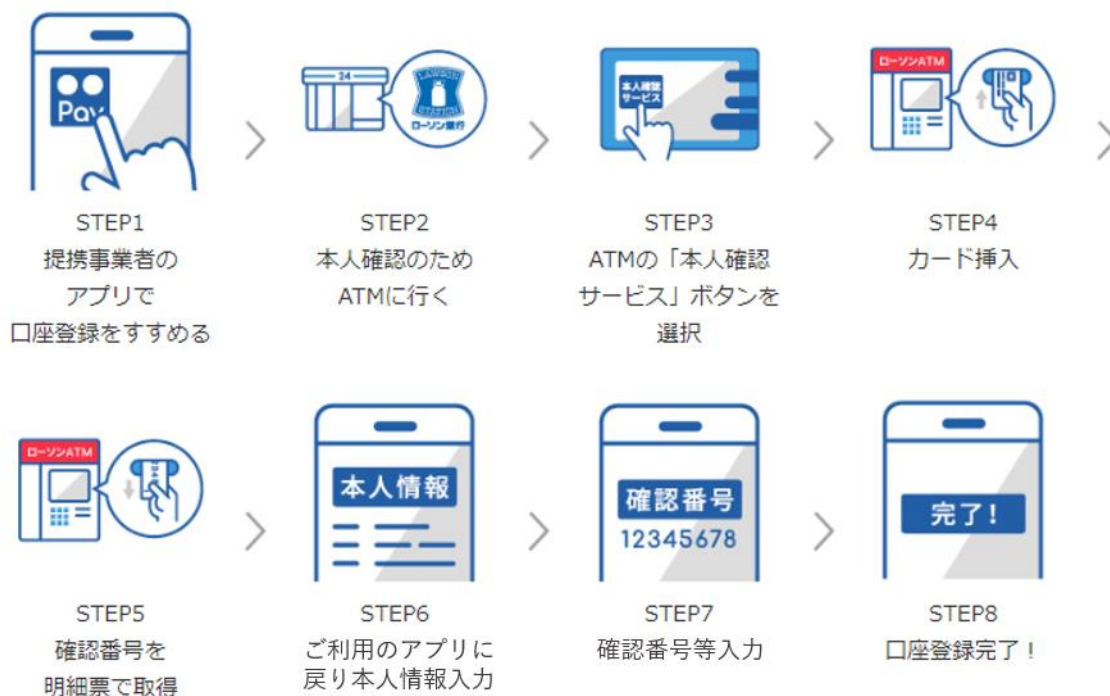 Pay
24
LAWSON
STATION
ローソン銀行
本人確認
サービス
ローソンATM
STEP1
提携事業者の
アプリで
口座登録をすすめる
STEP2
本人確認のため
ATMに行く
STEP3
ATMの「本人確認
サービス」ボタンを
選択
STEP4
カード挿入
ローソンATM
本人情報
確認番号
12345678
完了!
STEP5
確認番号を
明細票で取得
STEP6
ご利用のアプリに
戻り本人情報入力
STEP7
確認番号等入力
STEP8
口座登録完了！